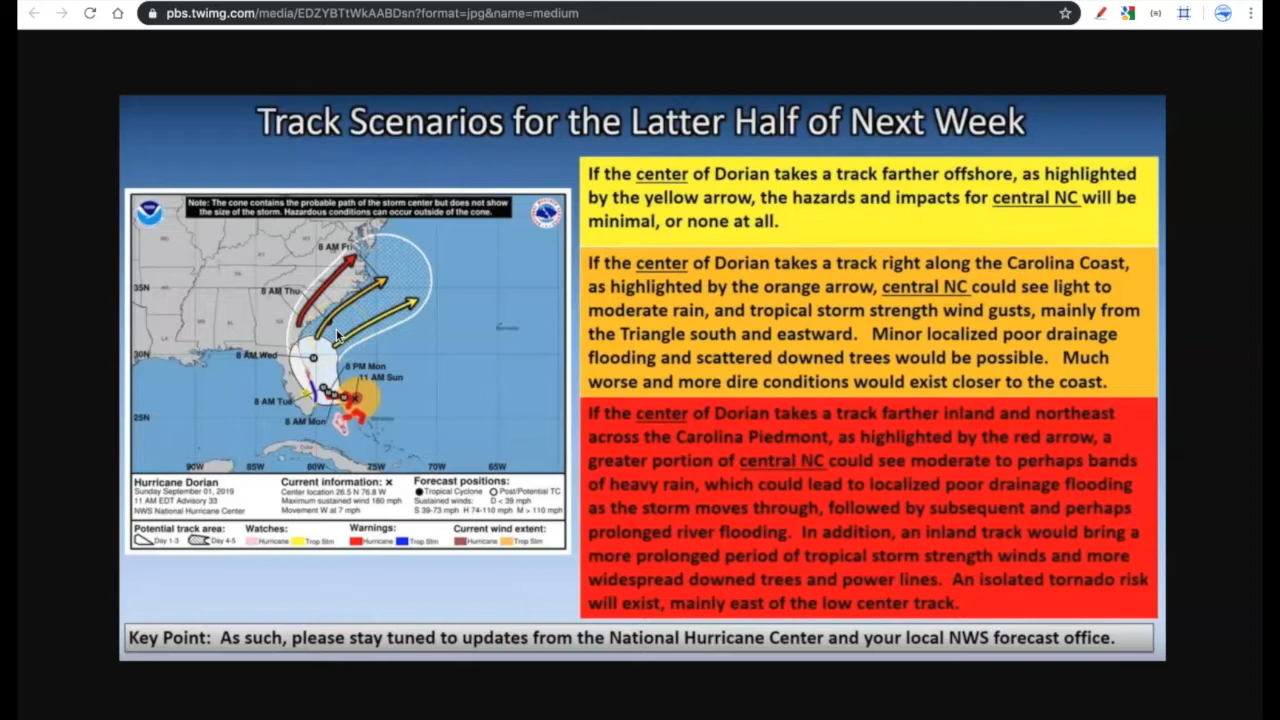 pbs.twimg.com/media/EDZYBTtWkAABDsn?format=jpg&name=medium
Track Scenarios for the Latter Half of Next Week
Note: The cone contains the probable path of the storm center but does not show
the size of the storm. Hazardous conditions can occur outside of the cone.
8 AM Fri
8 AM Thu
35N
30N
8 AM Wed
8 PM Mon
11 AM Sun
8 AM Tue
25N
8 AM Mon
90W 85W 80W 75W 70W 65W
Hurricane Dorian
Sunday September 01, 2019
11 AM EDT Advisory 33
NWS National Hurricane Center
Current information: x
Center location 26.5 N 76.8 W
Maximum sustained wind 180 mph
Movement W at 7 mph
Forecast positions:
Tropical Cyclone Post/Potential TC
Sustained winds: D < 39 mph
S 39-73 mph H 74-110 mph M > 110 mph
Potential track area:
Day 1-3 Day 4-5
Watches:
Hurricane Trop Stm
Warnings:
Hurricane Trop Stm
Current wind extent:
Hurricane Trop Stm
If the center of Dorian takes a track farther offshore, as highlighted
by the yellow arrow, the hazards and impacts for central NC will be
minimal, or none at all.
If the center of Dorian takes a track right along the Carolina Coast,
as highlighted by the orange arrow, central NC could see light to
moderate rain, and tropical storm strength wind gusts, mainly from
the Triangle south and eastward. Minor localized poor drainage
flooding and scattered downed trees would be possible. Much
worse and more dire conditions would exist closer to the coast.
If the center of Dorian takes a track farther inland and northeast
across the Carolina Piedmont, as highlighted by the red arrow, a
greater portion of central NC could see moderate to perhaps bands
of heavy rain, which could lead to localized poor drainage flooding
as the storm moves through, followed by subsequent and perhaps
prolonged river flooding. In addition, an inland track would bring a
more prolonged period of tropical storm strength winds and more
widespread downed trees and power lines. An isolated tornado risk
will exist, mainly east of the low center track.
Key Point: As such, please stay tuned to updates from the National Hurricane Center and your local NWS forecast office.